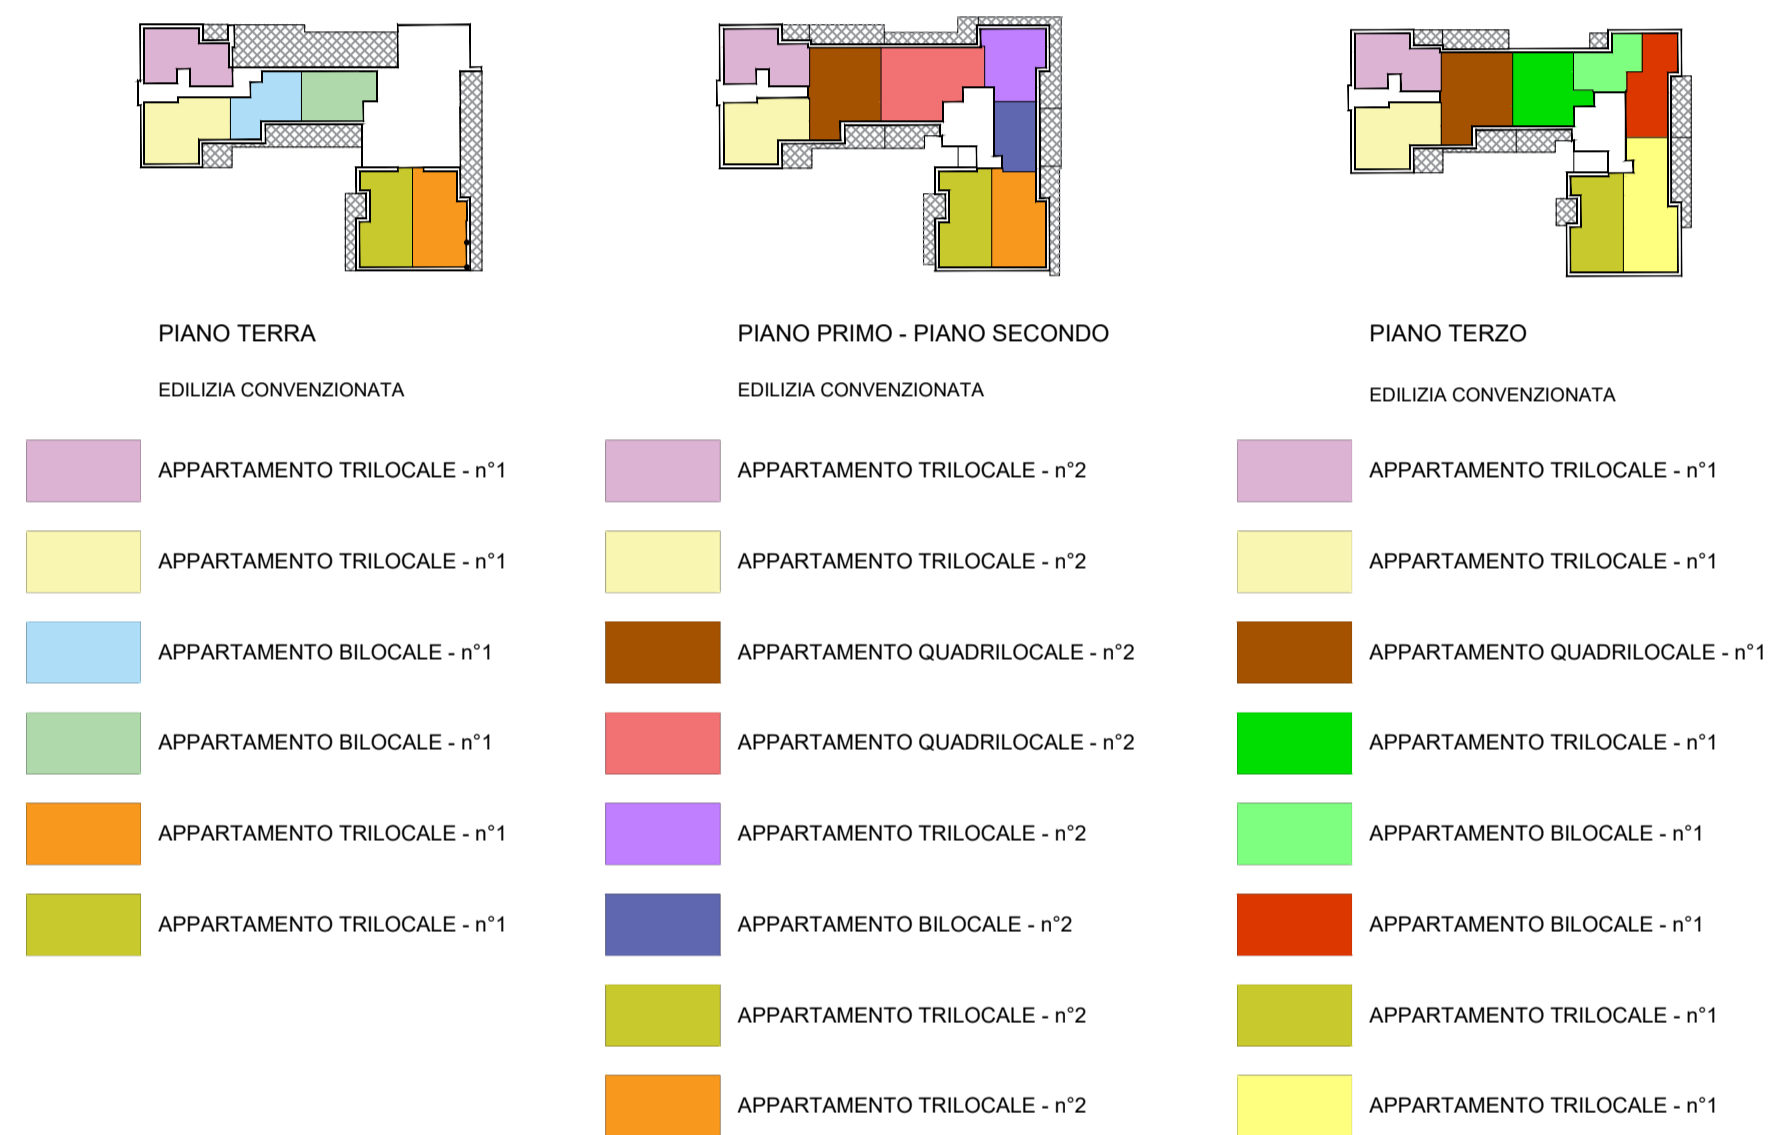 PIANO TERRA
EDILIZIA CONVENZIONATA
APPARTAMENTO TRILOCALE - n°1
APPARTAMENTO TRILOCALE - n°1
APPARTAMENTO BILOCALE - n°1
APPARTAMENTO BILOCALE - n°1
APPARTAMENTO TRILOCALE - n°1
APPARTAMENTO TRILOCALE - n°1
PIANO PRIMO - PIANO SECONDO
EDILIZIA CONVENZIONATA
APPARTAMENTO TRILOCALE - n°2
APPARTAMENTO TRILOCALE - n°2
APPARTAMENTO QUADRILOCALE - n°2
APPARTAMENTO QUADRILOCALE - n°2
APPARTAMENTO TRILOCALE - n°2
APPARTAMENTO BILOCALE - n°2
APPARTAMENTO TRILOCALE - n°2
APPARTAMENTO TRILOCALE - n°2
PIANO TERZO
EDILIZIA CONVENZIONATA
APPARTAMENTO TRILOCALE - n°1
APPARTAMENTO TRILOCALE - n°1
APPARTAMENTO QUADRILOCALE - n°1
APPARTAMENTO TRILOCALE - n°1
APPARTAMENTO BILOCALE - n°1
APPARTAMENTO BILOCALE - n°1
APPARTAMENTO TRILOCALE - n°1
APPARTAMENTO TRILOCALE - n°1